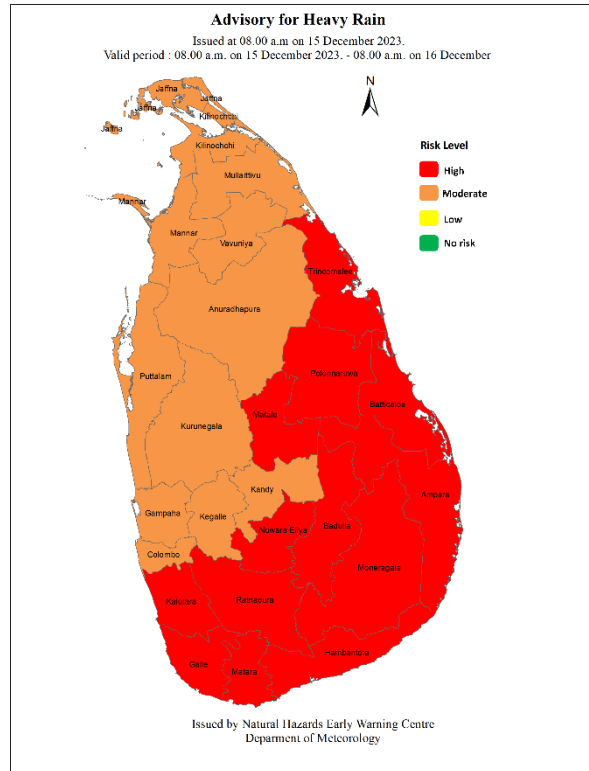 Advisory for Heavy Rain
Issued at 08.00 a.m on 15 December 2023.
Valid period : 08.00 a.m. on 15 December 2023. - 08.00 a.m. on 16 December
N
Jaffna
Jaffna
Jaffna
Kilinochchi
Jaffna
Kilinochchi
Mullaittivu
Mannar
Mannar
Vavuniya
Trincomalee
Anuradhapura
Puttalam
Polonnaruwa
Batticaloa
Matale
Kurunegala
Kandy
Ampara
Gampaha
Kegalle
Nuwara Eliya
Badulla
Colombo
Moneragala
Kalutara
Ratnapura
Hambantota
Galle
Matara
Risk Level
High
Moderate
Low
No risk
Issued by Natural Hazards Early Warning Centre
Deparment of Meteorology